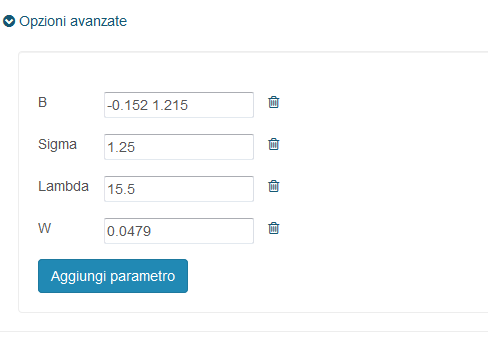 Opzioni avanzate
B -0.152 1.215
Sigma 1.25
Lambda 15.5
W 0.0479
Aggiungi parametro